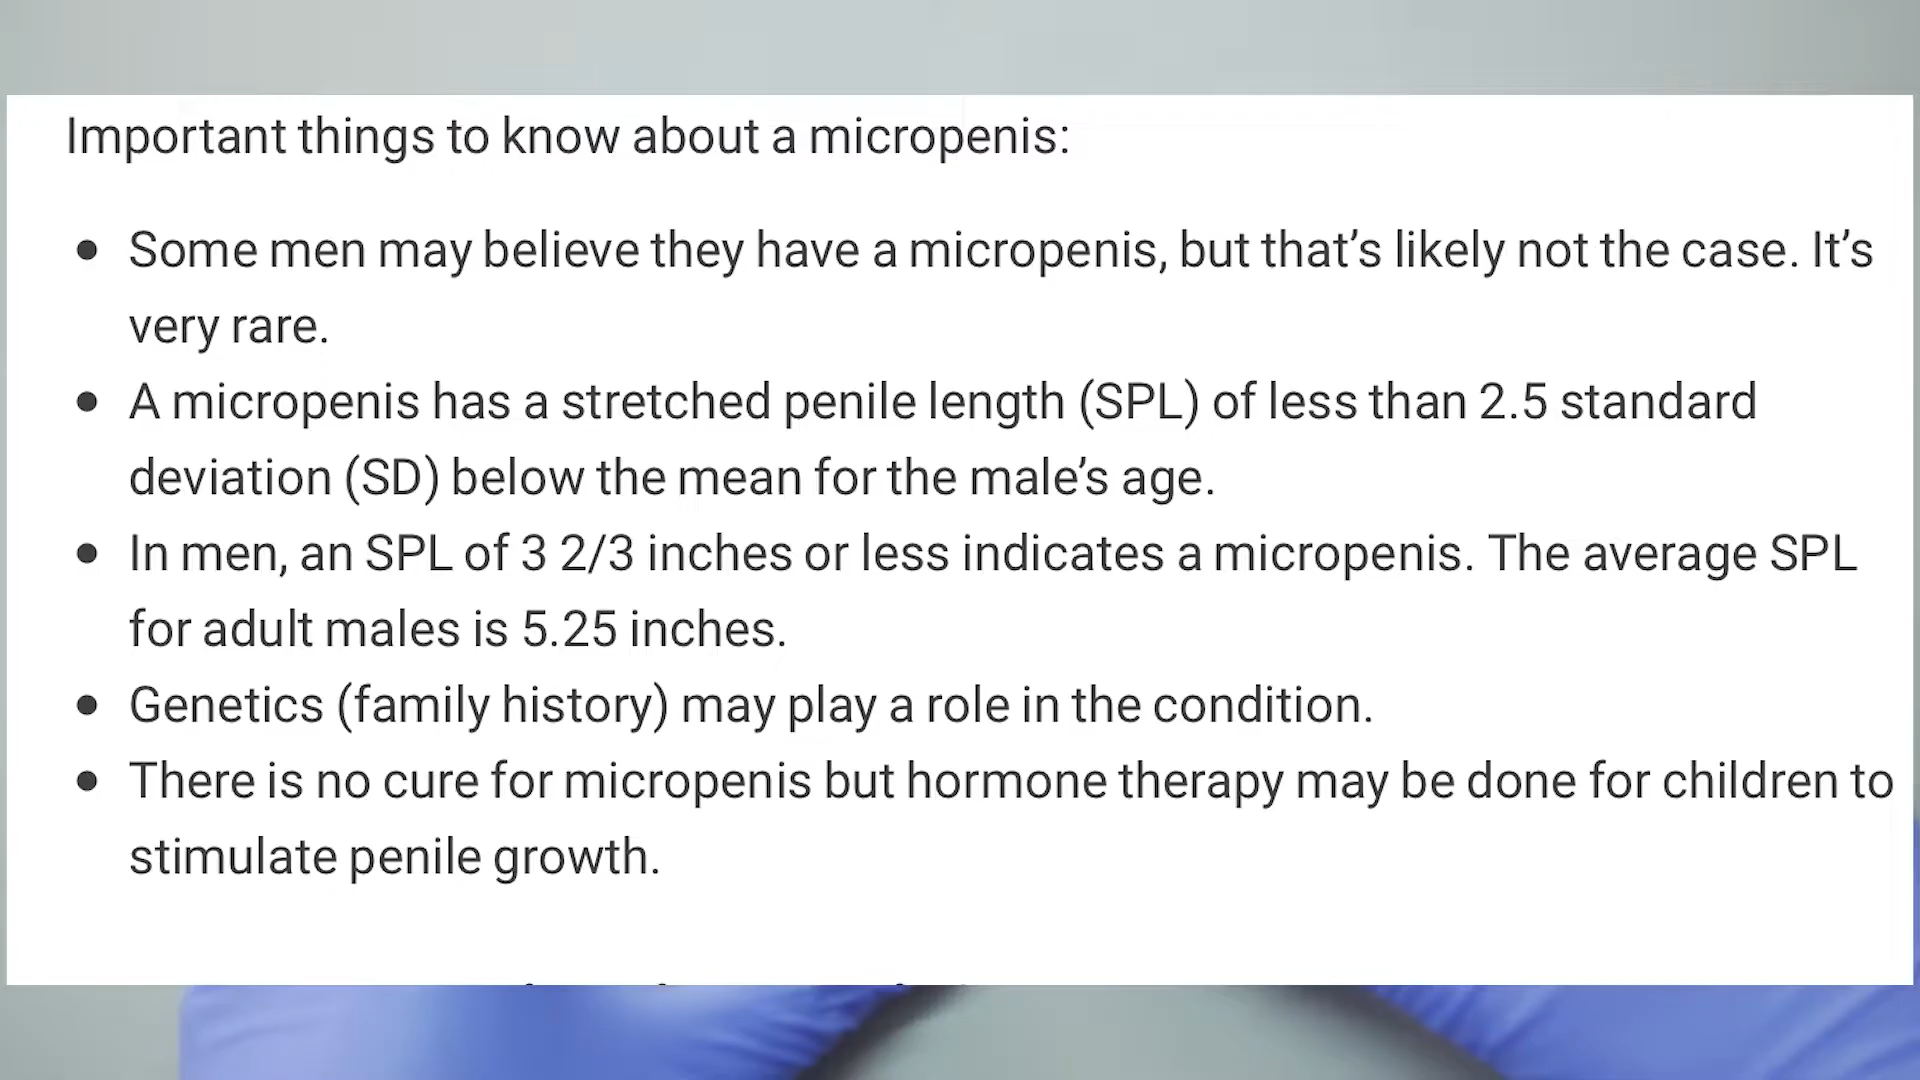 Important things to know about a micropenis:
• Some men may believe they have a micropenis, but that’s likely not the case. It’s
very rare.
• A micropenis has a stretched penile length (SPL) of less than 2.5 standard
deviation (SD) below the mean for the male’s age.
• In men, an SPL of 3 2/3 inches or less indicates a micropenis. The average SPL
for adult males is 5.25 inches.
• Genetics (family history) may play a role in the condition.
• There is no cure for micropenis but hormone therapy may be done for children to
stimulate penile growth.